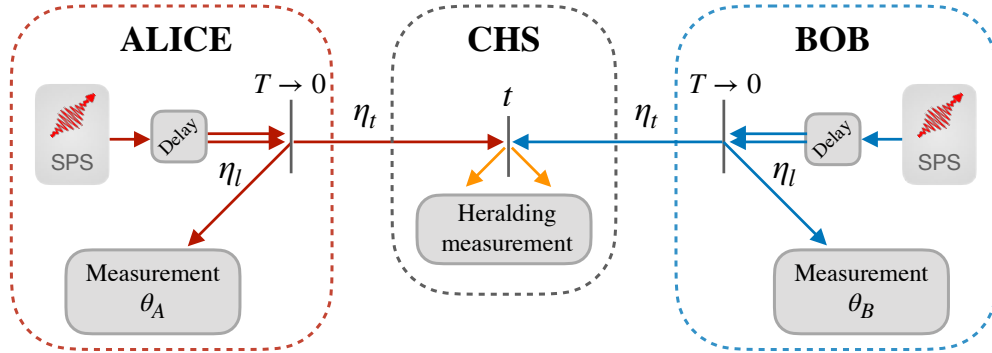 ALICE
CHS
BOB
T → 0
T → 0
SPS
Delay
η_t
t
η_t
Delay
SPS
η_l
η_l
Heralding
measurement
Measurement
θ_A
Measurement
θ_B